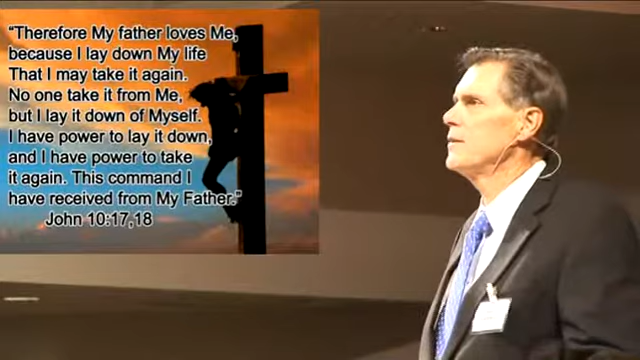 “Therefore My father loves Me,
because I lay down My life
That I may take it again.
No one take it from Me,
but I lay it down of Myself.
I have power to lay it down,
and I have power to take
it again. This command I
have received from My Father.”
John 10:17,18